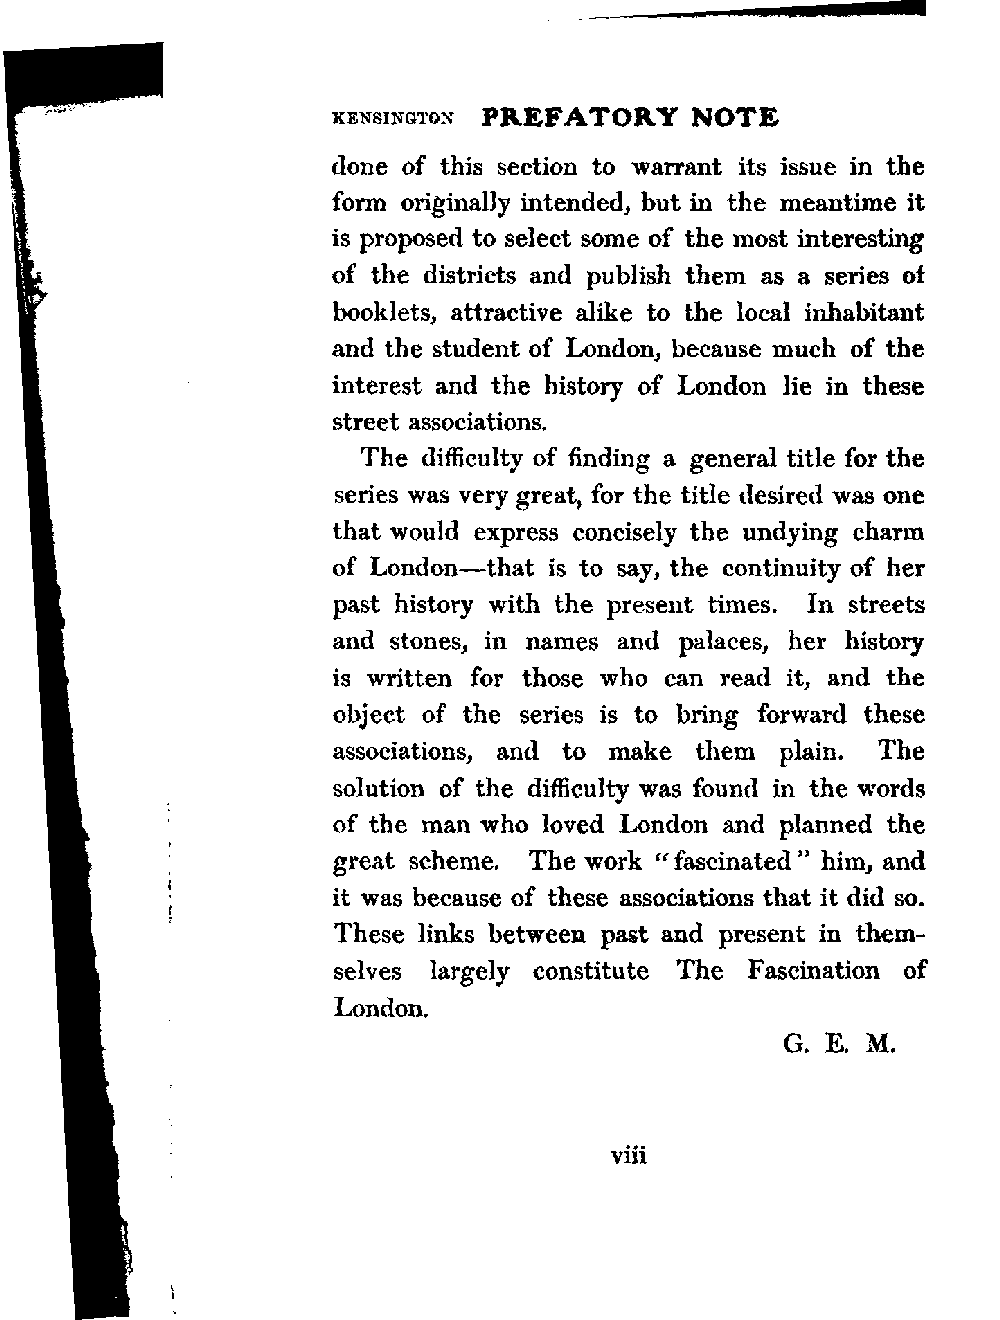 KENSINGTON PREFATORY NOTE
done of this section to warrant its issue in the
form originally intended, but in the meantime it
is proposed to select some of the most interesting
of the districts and publish them as a series of
booklets, attractive alike to the local inhabitant
and the student of London, because much of the
interest and the history of London lie in these
street associations.
The difficulty of finding a general title for the
series was very great, for the title desired was one
that would express concisely the undying charm
of London—that is to say, the continuity of her
past history with the present times. In streets
and stones, in names and palaces, her history
is written for those who can read it, and the
object of the series is to bring forward these
associations, and to make them plain. The
solution of the difficulty was found in the words
of the man who loved London and planned the
great scheme. The work “fascinated” him, and
it was because of these associations that it did so.
These links between past and present in them-
selves largely constitute The Fascination of
London.
G. E. M.
viii